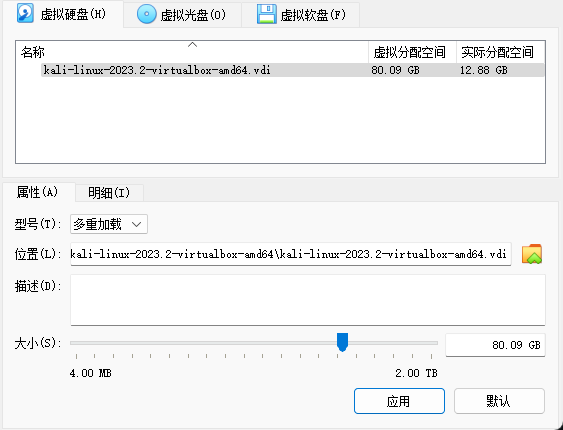 虚拟硬盘(H) 虚拟光盘(O) 虚拟软盘(F)
名称 虚拟分配空间 实际分配空间
kali-linux-2023.2-virtualbox-amd64.vdi 80.09 GB 12.88 GB
属性(A) 明细(I)
型号(T): 多重加载
位置(L): kali-linux-2023.2-virtualbox-amd64\kali-linux-2023.2-virtualbox-amd64.vdi
描述(D):
大小(S): 80.09 GB
4.00 MB 2.00 TB
应用 默认